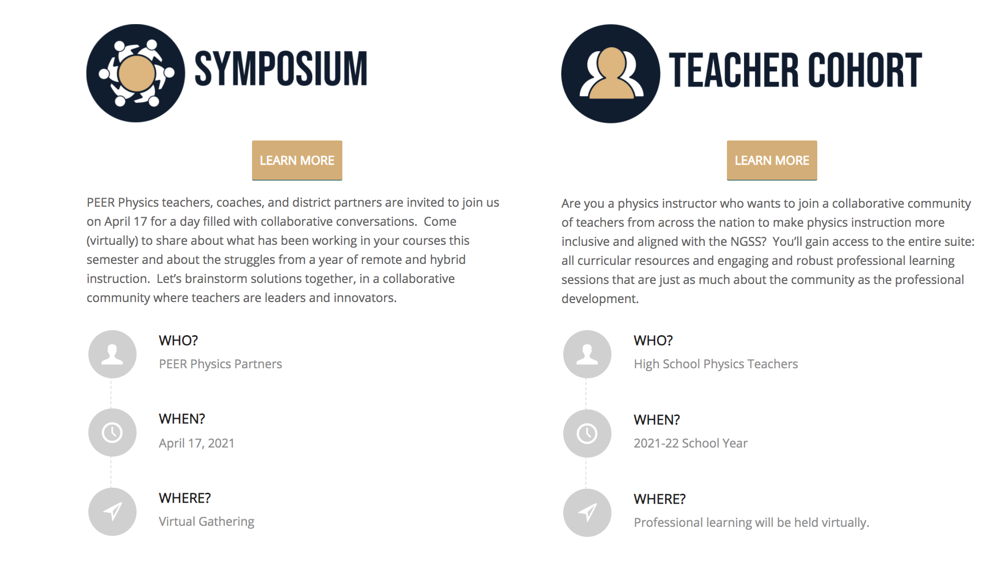 SYMPOSIUM
LEARN MORE
PEER Physics teachers, coaches, and district partners are invited to join us
on April 17 for a day filled with collaborative conversations.  Come
(virtually) to share about what has been working in your courses this
semester and about the struggles from a year of remote and hybrid
instruction.  Let’s brainstorm solutions together, in a collaborative
community where teachers are leaders and innovators.
WHO?
PEER Physics Partners
WHEN?
April 17, 2021
WHERE?
Virtual Gathering
TEACHER COHORT
LEARN MORE
Are you a physics instructor who wants to join a collaborative community
of teachers from across the nation to make physics instruction more
inclusive and aligned with the NGSS?  You’ll gain access to the entire suite:
all curricular resources and engaging and robust professional learning
sessions that are just as much about the community as the professional
development.
WHO?
High School Physics Teachers
WHEN?
2021-22 School Year
WHERE?
Professional learning will be held virtually.